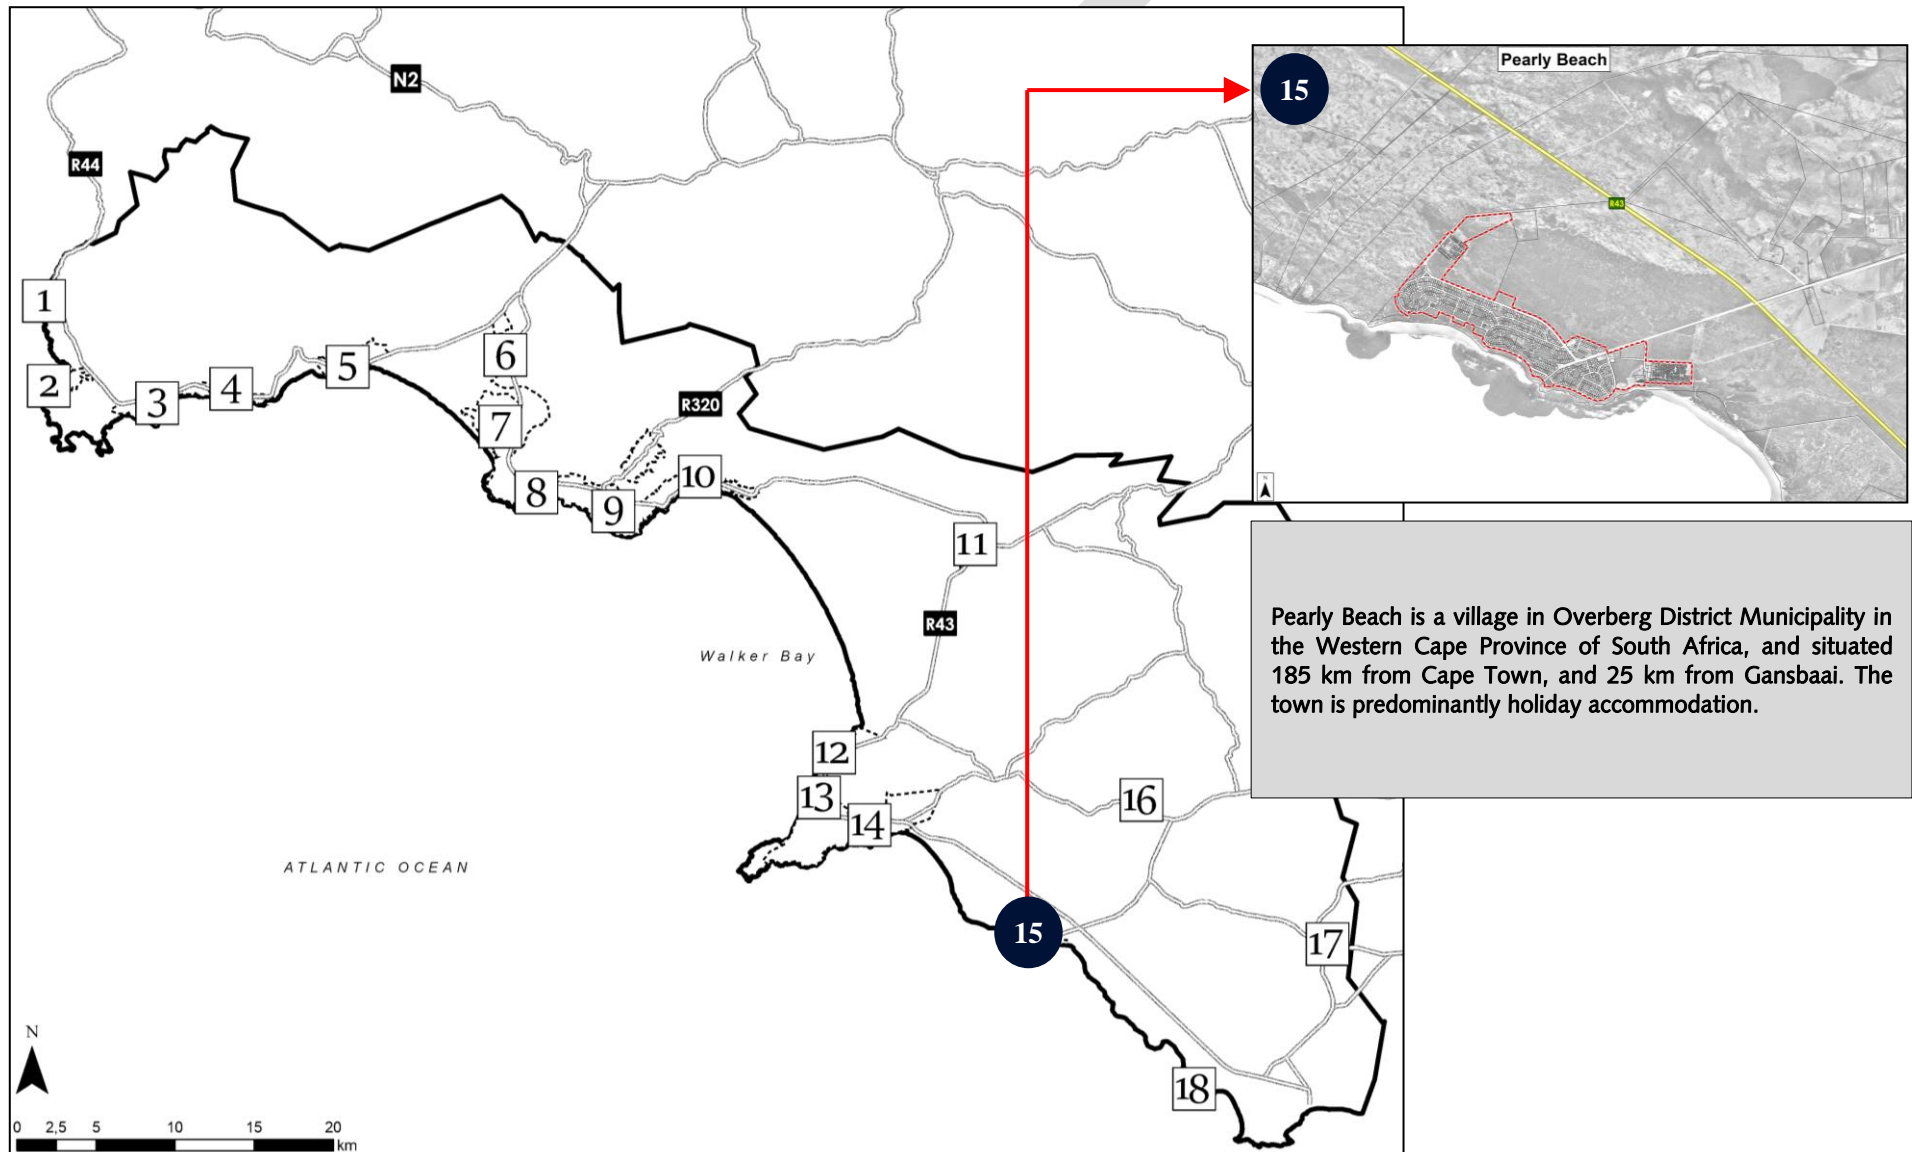 N2
R44
1
2
3
4
5
6
7
8
9
10
R320
11
R43
Walker Bay
12
13
14
15
16
17
18
ATLANTIC OCEAN
N
0 2,5 5 10 15 20
km
15
Pearly Beach
R43
N
Pearly Beach is a village in Overberg District Municipality in
the Western Cape Province of South Africa, and situated
185 km from Cape Town, and 25 km from Gansbaai. The
town is predominantly holiday accommodation.